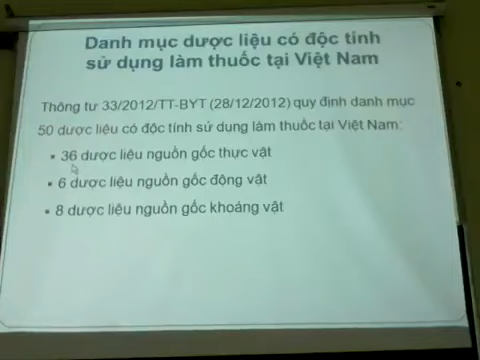 Danh mục dược liệu có độc tính
sử dụng làm thuốc tại Việt Nam
Thông tư 33/2012/TT-BYT (28/12/2012) quy định danh mục
50 dược liệu có độc tính sử dụng làm thuốc tại Việt Nam:
▪ 36 dược liệu nguồn gốc thực vật
▪ 6 dược liệu nguồn gốc động vật
▪ 8 dược liệu nguồn gốc khoáng vật